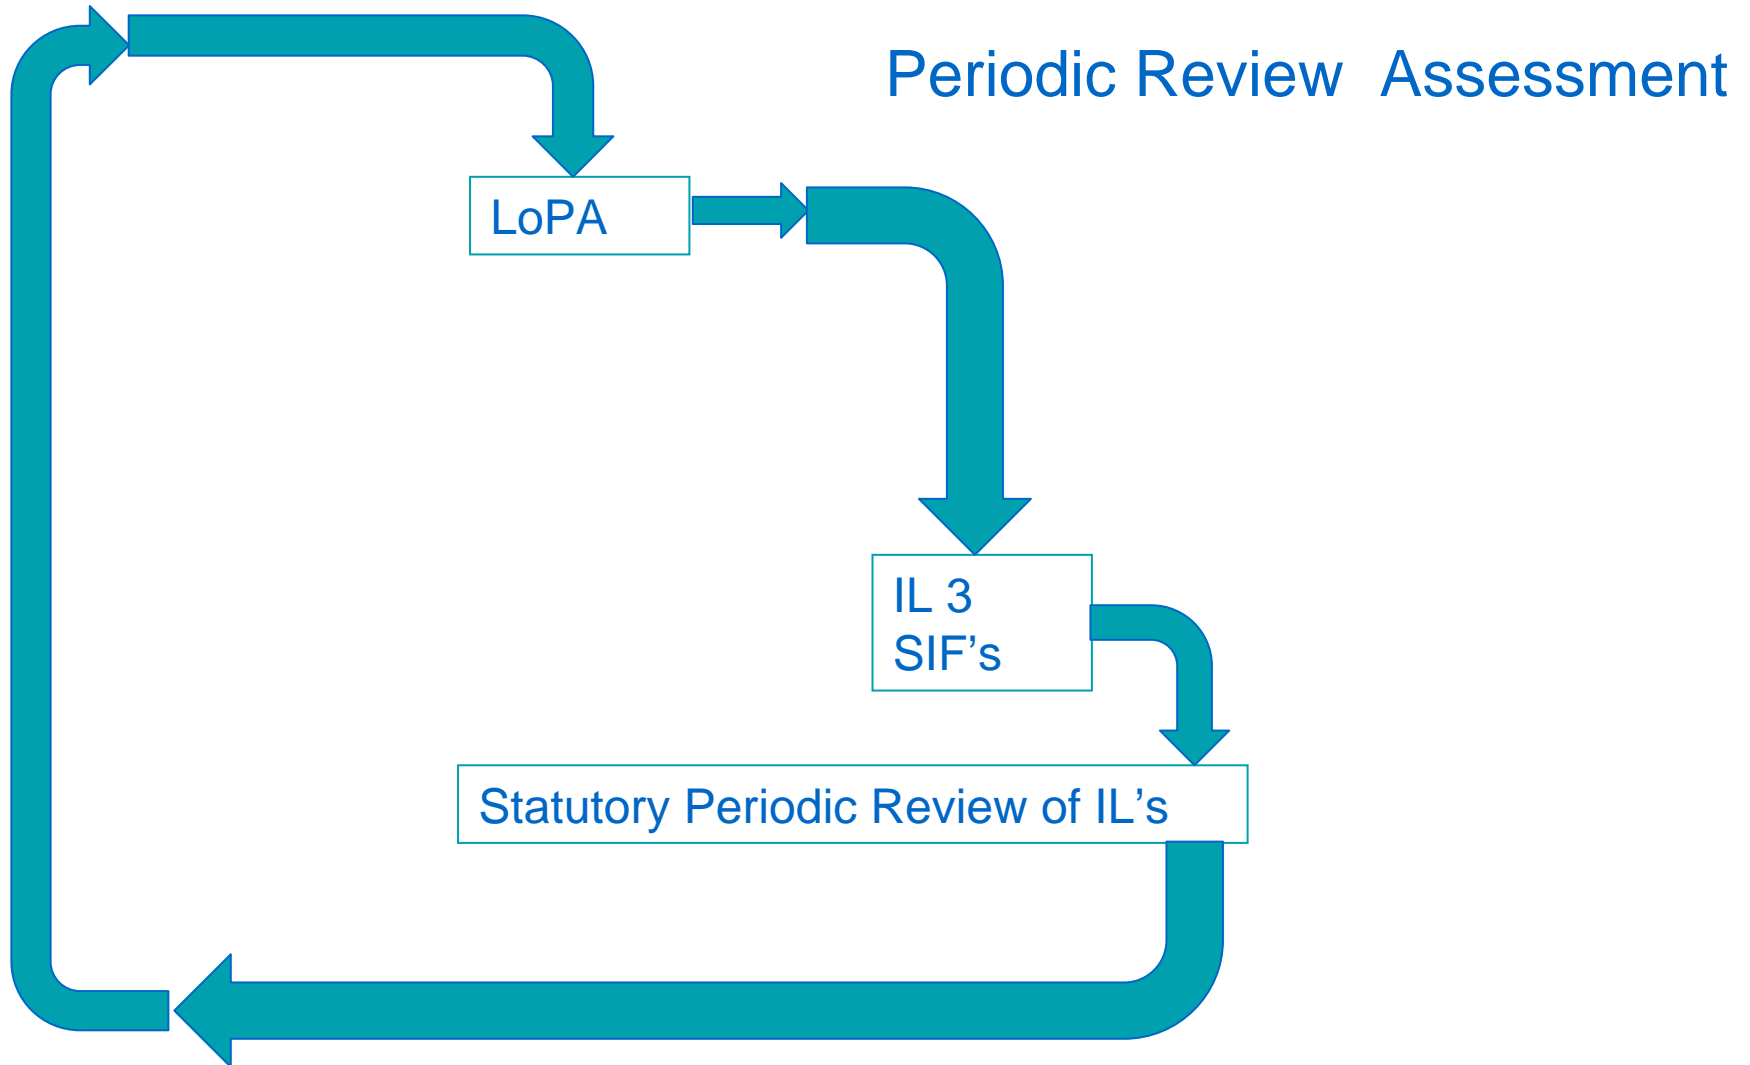 Periodic Review  Assessment
LoPA
IL 3
SIF’s
Statutory Periodic Review of IL’s